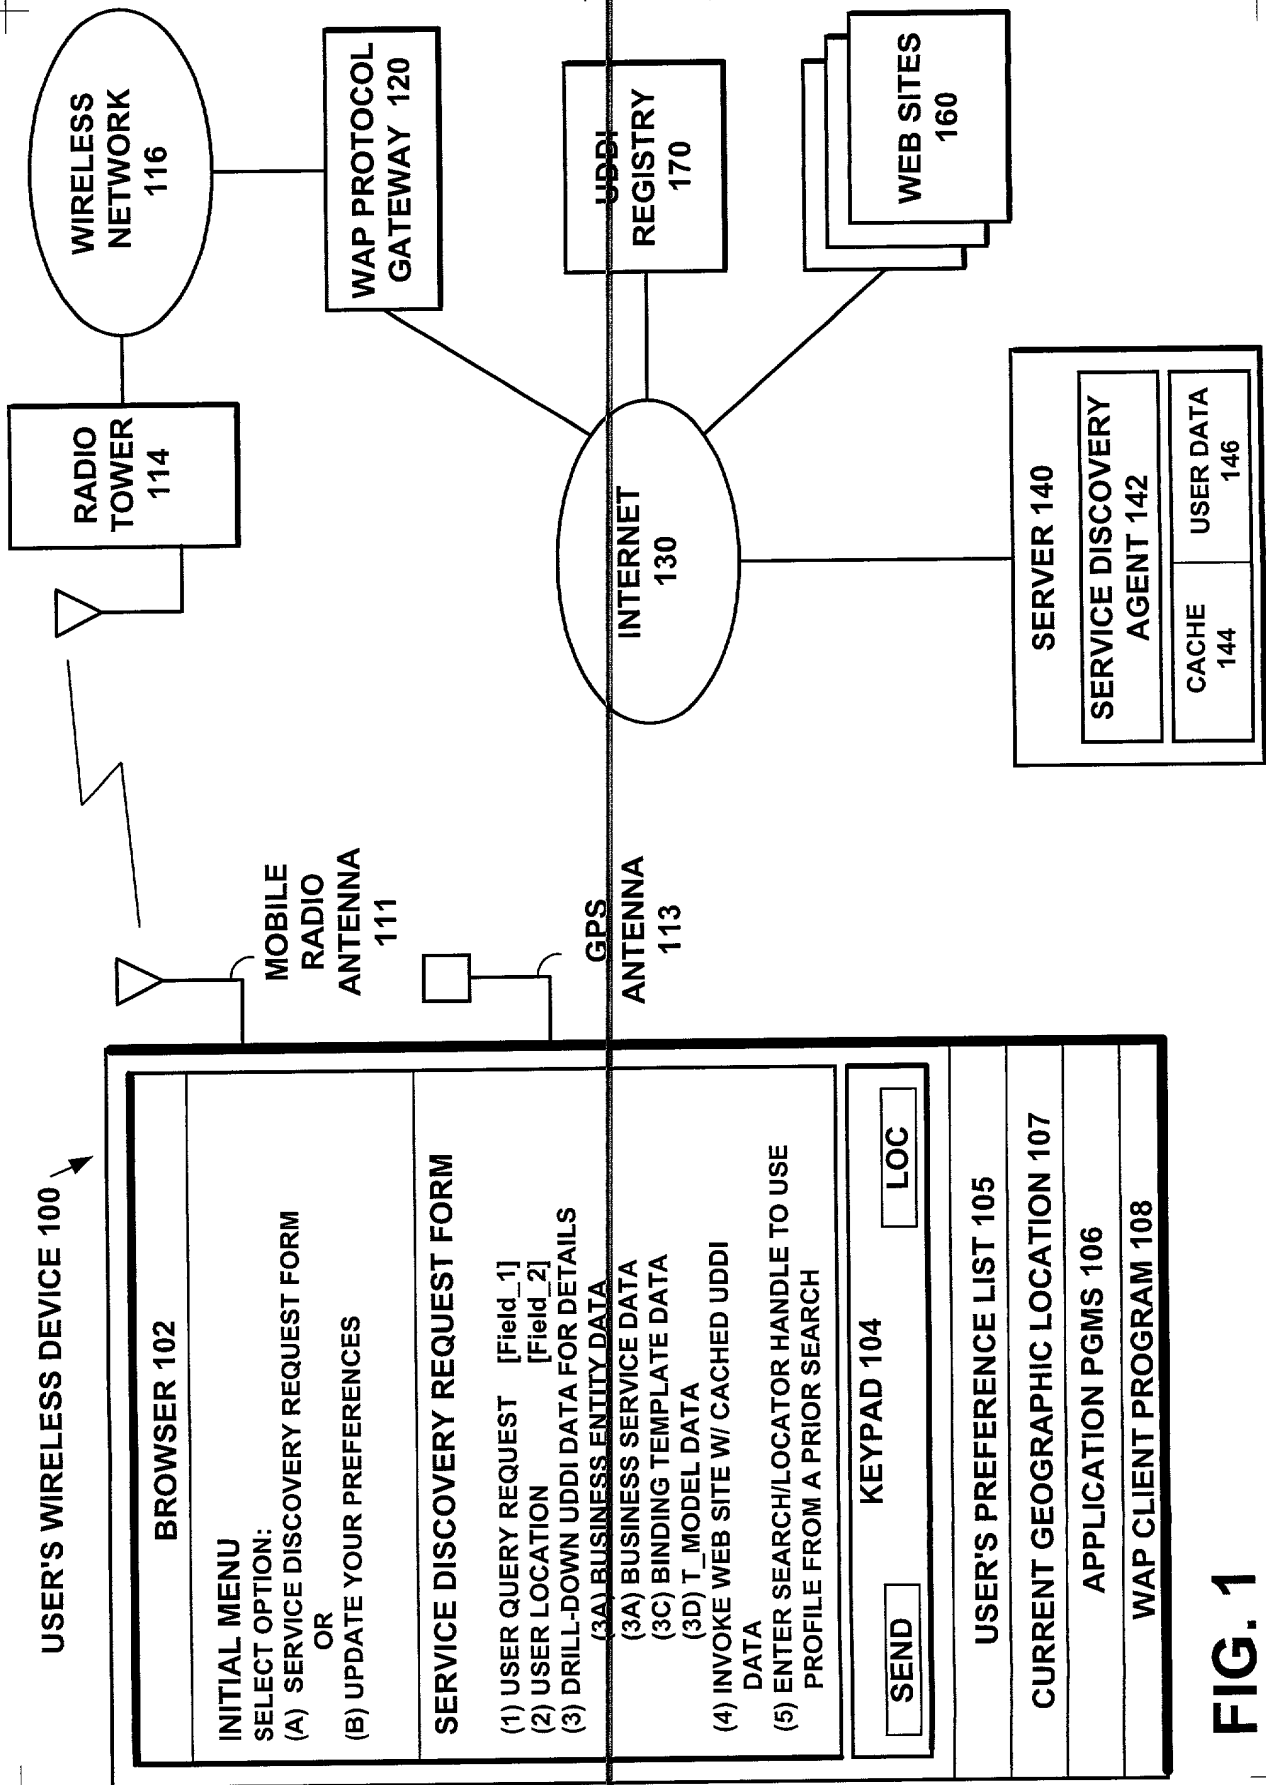 USER'S WIRELESS DEVICE 100
BROWSER 102
INITIAL MENU
SELECT OPTION:
(A) SERVICE DISCOVERY REQUEST FORM
OR
(B) UPDATE YOUR PREFERENCES
SERVICE DISCOVERY REQUEST FORM
(1) USER QUERY REQUEST [Field_1]
(2) USER LOCATION [Field_2]
(3) DRILL-DOWN UDDI DATA FOR DETAILS
(3A) BUSINESS ENTITY DATA
(3A) BUSINESS SERVICE DATA
(3C) BINDING TEMPLATE DATA
(3D) T_MODEL DATA
(4) INVOKE WEB SITE W/ CACHED UDDI
DATA
(5) ENTER SEARCH/LOCATOR HANDLE TO USE
PROFILE FROM A PRIOR SEARCH
KEYPAD 104
SEND
LOC
USER'S PREFERENCE LIST 105
CURRENT GEOGRAPHIC LOCATION 107
APPLICATION PGMS 106
WAP CLIENT PROGRAM 108
MOBILE
RADIO
ANTENNA
111
GPS
ANTENNA
113
RADIO
TOWER
114
WIRELESS
NETWORK
116
WAP PROTOCOL
GATEWAY 120
INTERNET
130
UDDI
REGISTRY
170
WEB SITES
160
SERVER 140
SERVICE DISCOVERY
AGENT 142
CACHE
144
USER DATA
146
FIG. 1